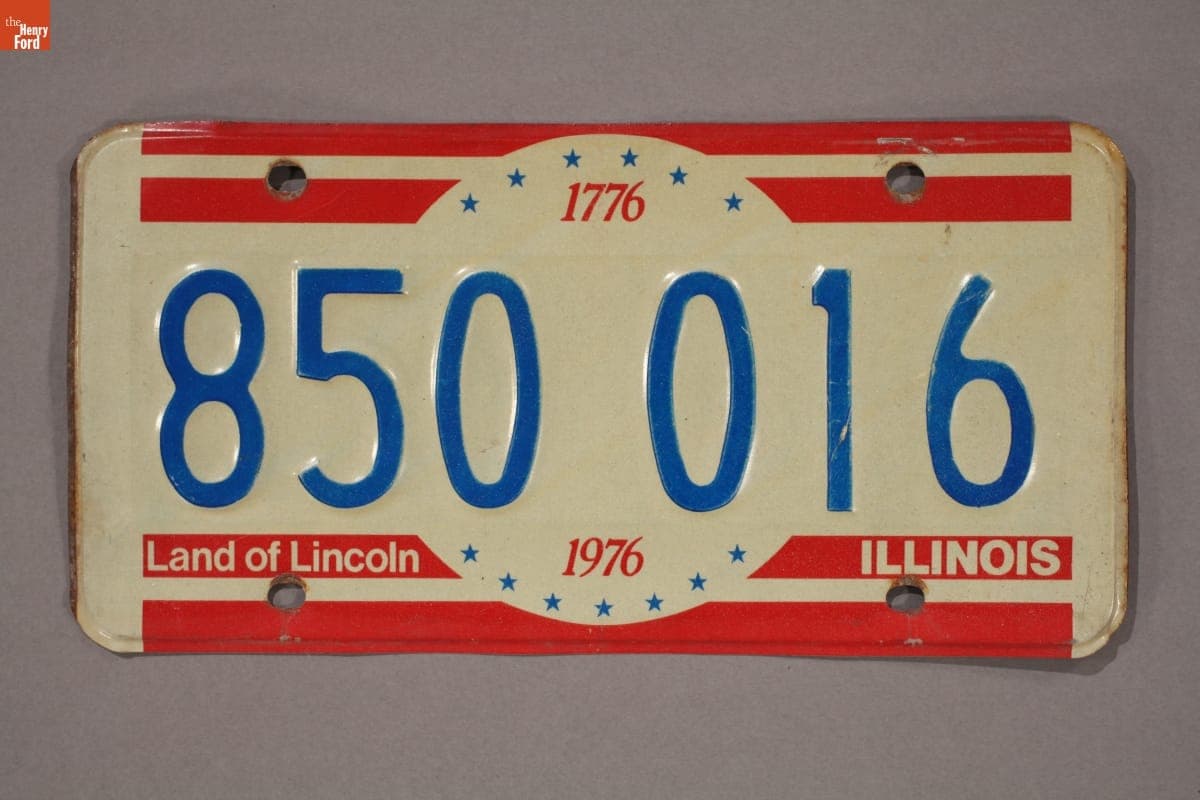 the
Henry
Ford
1776
850 016
Land of Lincoln 1976 ILLINOIS